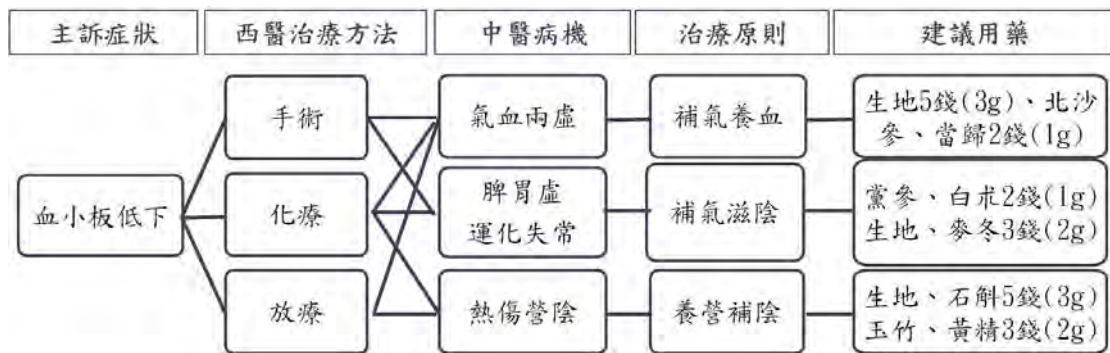 主訴症狀
西醫治療方法
中醫病機
治療原則
建議用藥
血小板低下
手術
化療
放療
氣血兩虛
脾胃虛
運化失常
熱傷營陰
補氣養血
補氣滋陰
養營補陰
生地5錢(3g)、北沙
參、當歸2錢(1g)
黨參、白朮2錢(1g)
生地、麥冬3錢(2g)
生地、石斛5錢(3g)
玉竹、黃精3錢(2g)